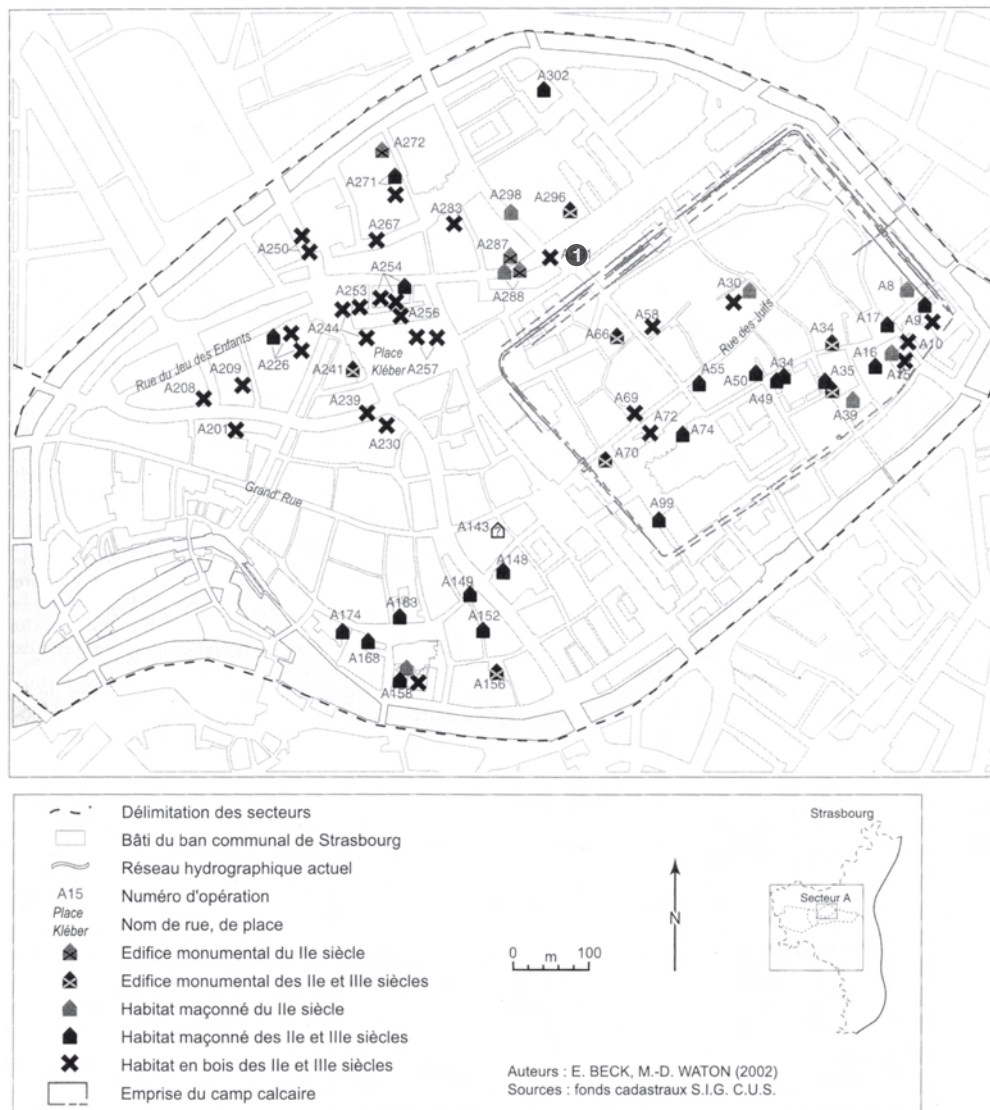 A302
A272
A271
A298
A296
A283
A267
A250
A287
1
A254
A288
A30
A8
A253
A256
A58
A17
A9
A244
Rue des Juifs
A66
A34
A10
Rue du Jeu des Enfants
A226
Place
Kléber
A257
A16
A15
A241
A55
A50
A34
A35
A209
A49
A208
A39
A239
A69
A72
A201
A230
A74
A70
Grand' Rue
A99
A143
?
A148
A149
A174
A163
A152
A168
A158
A156
Délimitation des secteurs
Bâti du ban communal de Strasbourg
Réseau hydrographique actuel
A15 Numéro d'opération
Place
Kléber Nom de rue, de place
Edifice monumental du IIe siècle
Edifice monumental des IIe et IIIe siècles
Habitat maçonné du IIe siècle
Habitat maçonné des IIe et IIIe siècles
Habitat en bois des IIe et IIIe siècles
Emprise du camp calcaire
N
0 m 100
Strasbourg
Secteur A
Auteurs : E. BECK, M.-D. WATON (2002)
Sources : fonds cadastraux S.I.G. C.U.S.